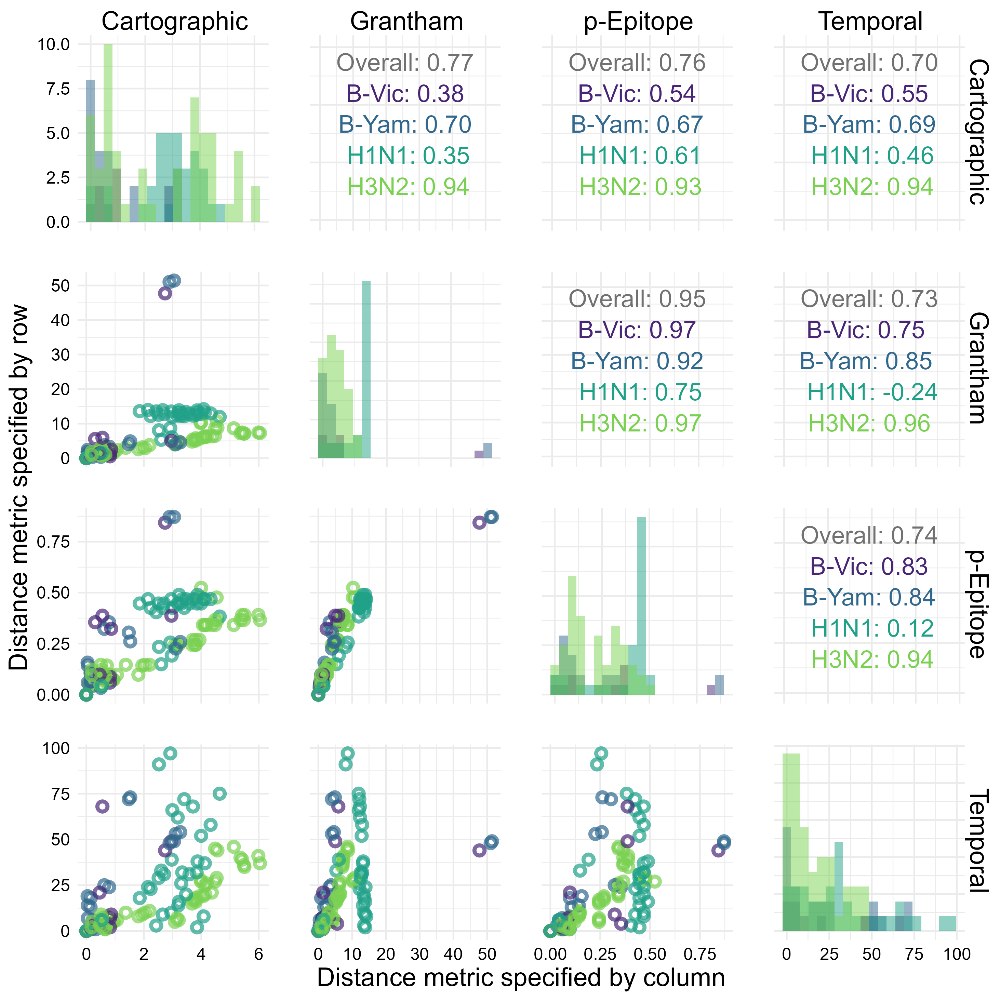 Cartographic
Grantham
p-Epitope
Temporal
10.0
7.5
5.0
2.5
0.0
Overall: 0.77
B-Vic: 0.38
B-Yam: 0.70
H1N1: 0.35
H3N2: 0.94
Overall: 0.76
B-Vic: 0.54
B-Yam: 0.67
H1N1: 0.61
H3N2: 0.93
Overall: 0.70
B-Vic: 0.55
B-Yam: 0.69
H1N1: 0.46
H3N2: 0.94
Cartographic
Distance metric specified by row
50
40
30
20
10
0
Overall: 0.95
B-Vic: 0.97
B-Yam: 0.92
H1N1: 0.75
H3N2: 0.97
Overall: 0.73
B-Vic: 0.75
B-Yam: 0.85
H1N1: -0.24
H3N2: 0.96
Grantham
0.75
0.50
0.25
0.00
Overall: 0.74
B-Vic: 0.83
B-Yam: 0.84
H1N1: 0.12
H3N2: 0.94
p-Epitope
100
75
50
25
0
Temporal
0 2 4 6
0 10 20 30 40 50
0.00 0.25 0.50 0.75
0 25 50 75 100
Distance metric specified by column